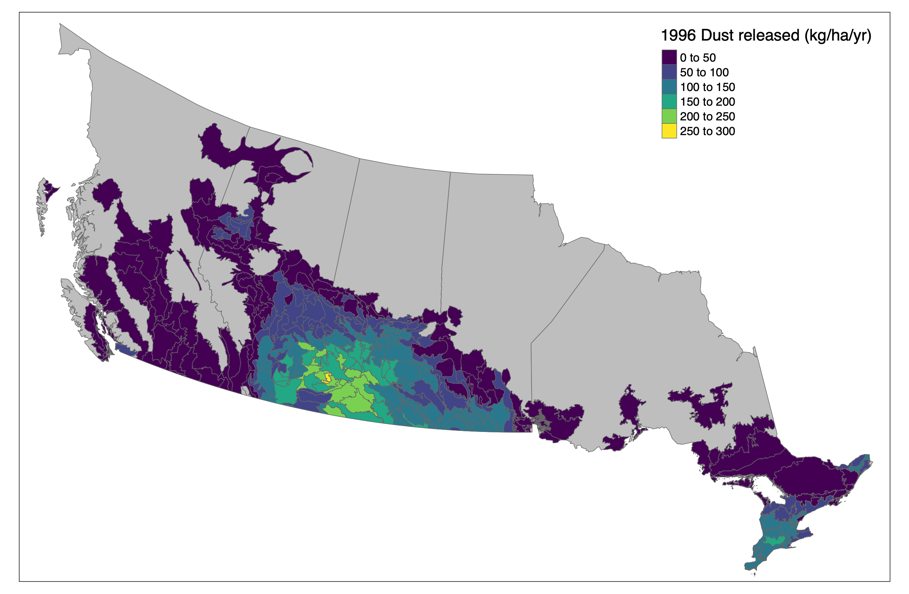 1996 Dust released (kg/ha/yr)
0 to 50
50 to 100
100 to 150
150 to 200
200 to 250
250 to 300